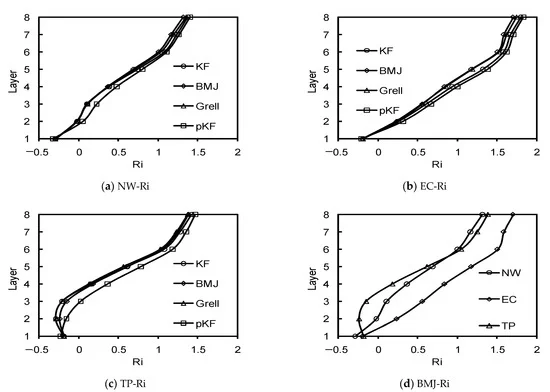 8
7
6
5
4
3
2
1
Layer
KF
BMJ
Grell
pKF
−0.5 0 0.5 1 1.5 2
Ri
(a) NW-Ri
8
7
6
5
4
3
2
1
Layer
KF
BMJ
Grell
pKF
−0.5 0 0.5 1 1.5 2
Ri
(b) EC-Ri
8
7
6
5
4
3
2
1
Layer
KF
BMJ
Grell
pKF
−0.5 0 0.5 1 1.5 2
Ri
(c) TP-Ri
8
7
6
5
4
3
2
1
Layer
NW
EC
TP
−0.5 0 0.5 1 1.5 2
Ri
(d) BMJ-Ri